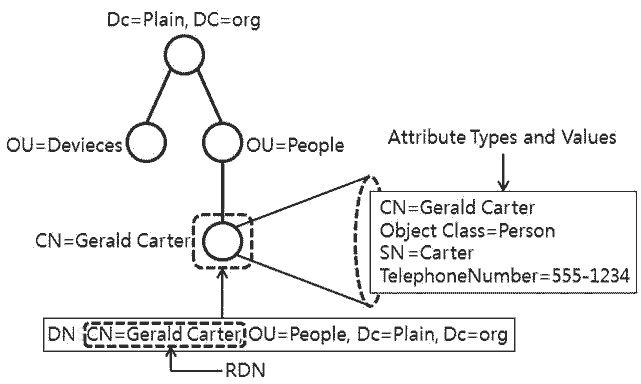 Dc=Plain, DC=org
OU=Devieces
OU=People
Attribute Types and Values
CN=Gerald Carter
CN=Gerald Carter
Object Class=Person
SN=Carter
TelephoneNumber=555-1234
DN CN=Gerald Carter, OU=People, Dc=Plain, Dc=org
RDN